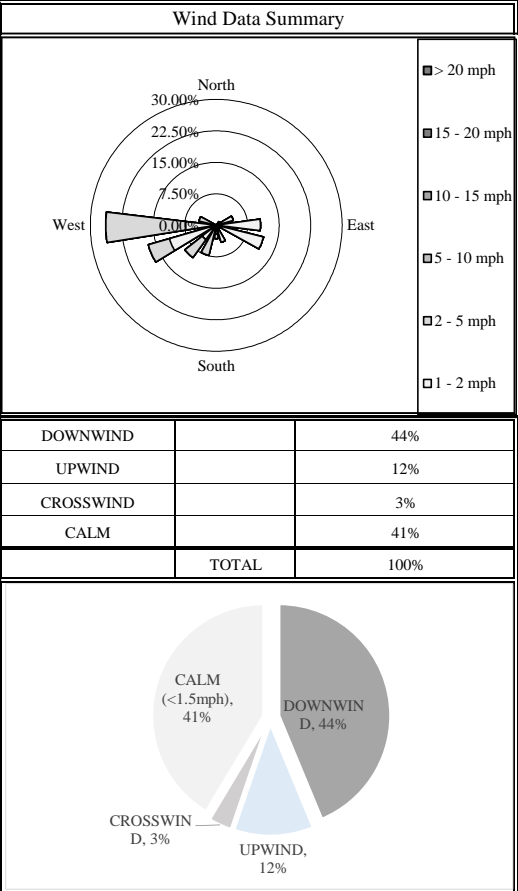 Wind Data Summary
North
30.00%
22.50%
15.00%
7.50%
0.00%
West
East
South
> 20 mph
15 - 20 mph
10 - 15 mph
5 - 10 mph
2 - 5 mph
1 - 2 mph
DOWNWIND 44%
UPWIND 12%
CROSSWIND 3%
CALM 41%
TOTAL 100%
CALM
(<1.5mph),
41%
DOWNWIN
D, 44%
CROSSWIN
D, 3%
UPWIND,
12%